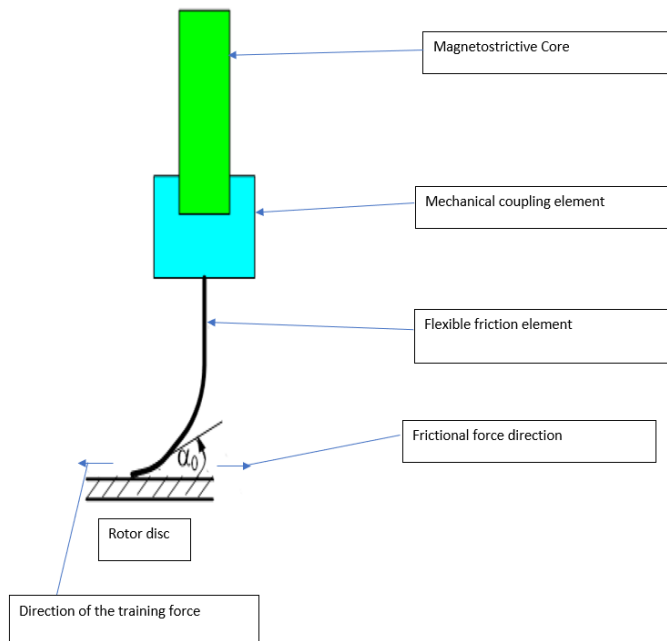 Magnetostrictive Core
Mechanical coupling element
Flexible friction element
Frictional force direction
α0
Rotor disc
Direction of the training force